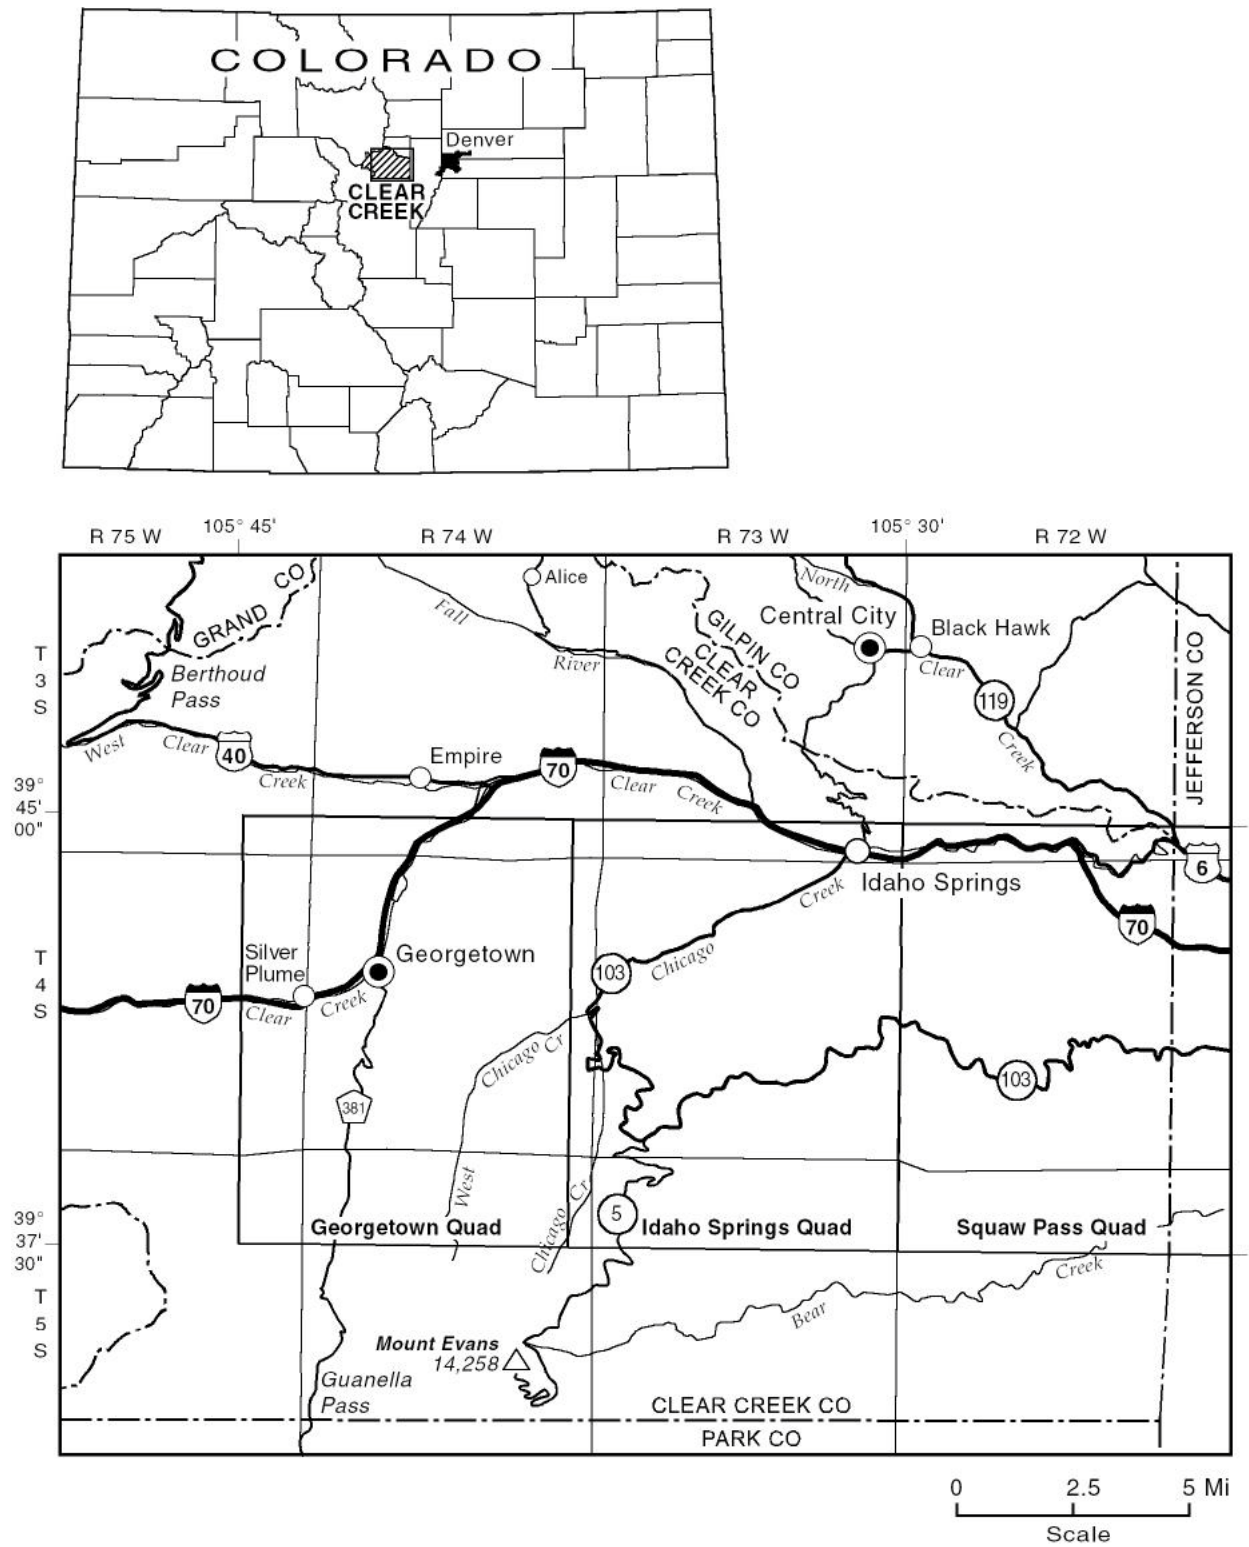 COLORADO
Denver
CLEAR
CREEK
R 75 W
105° 45'
R 74 W
R 73 W
105° 30'
R 72 W
GRAND CO
Alice
Fall
River
North
Central City
Black Hawk
Clear
Creek
119
GILPIN CO
CLEAR
CREEK CO
JEFFERSON CO
T
3
S
Berthoud
Pass
West
Clear
Creek
40
Empire
70
Clear
Creek
39°
45'
00"
Idaho Springs
6
70
Creek
Chicago
103
Silver
Plume
Georgetown
T
4
S
70
Clear
Creek
Chicago Cr
West
381
103
Chicago Cr
5
39°
37'
30"
Georgetown Quad
Idaho Springs Quad
Squaw Pass Quad
Bear
Creek
T
5
S
Mount Evans
14,258
Guanella
Pass
CLEAR CREEK CO
PARK CO
0
2.5
5 Mi
Scale